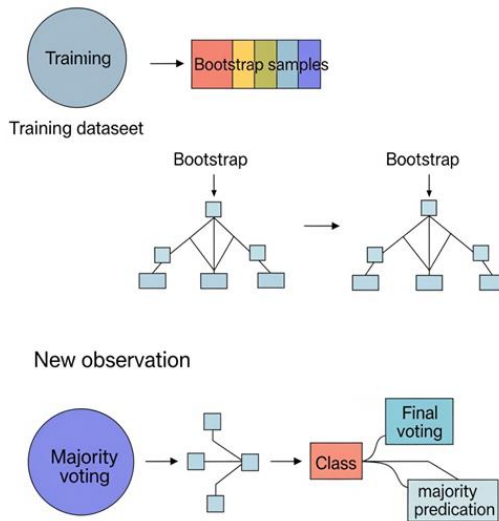 Training
Bootstrap samples
Training dataseet
Bootstrap
Bootstrap
New observation
Majority
voting
Class
Final
voting
majority
predication